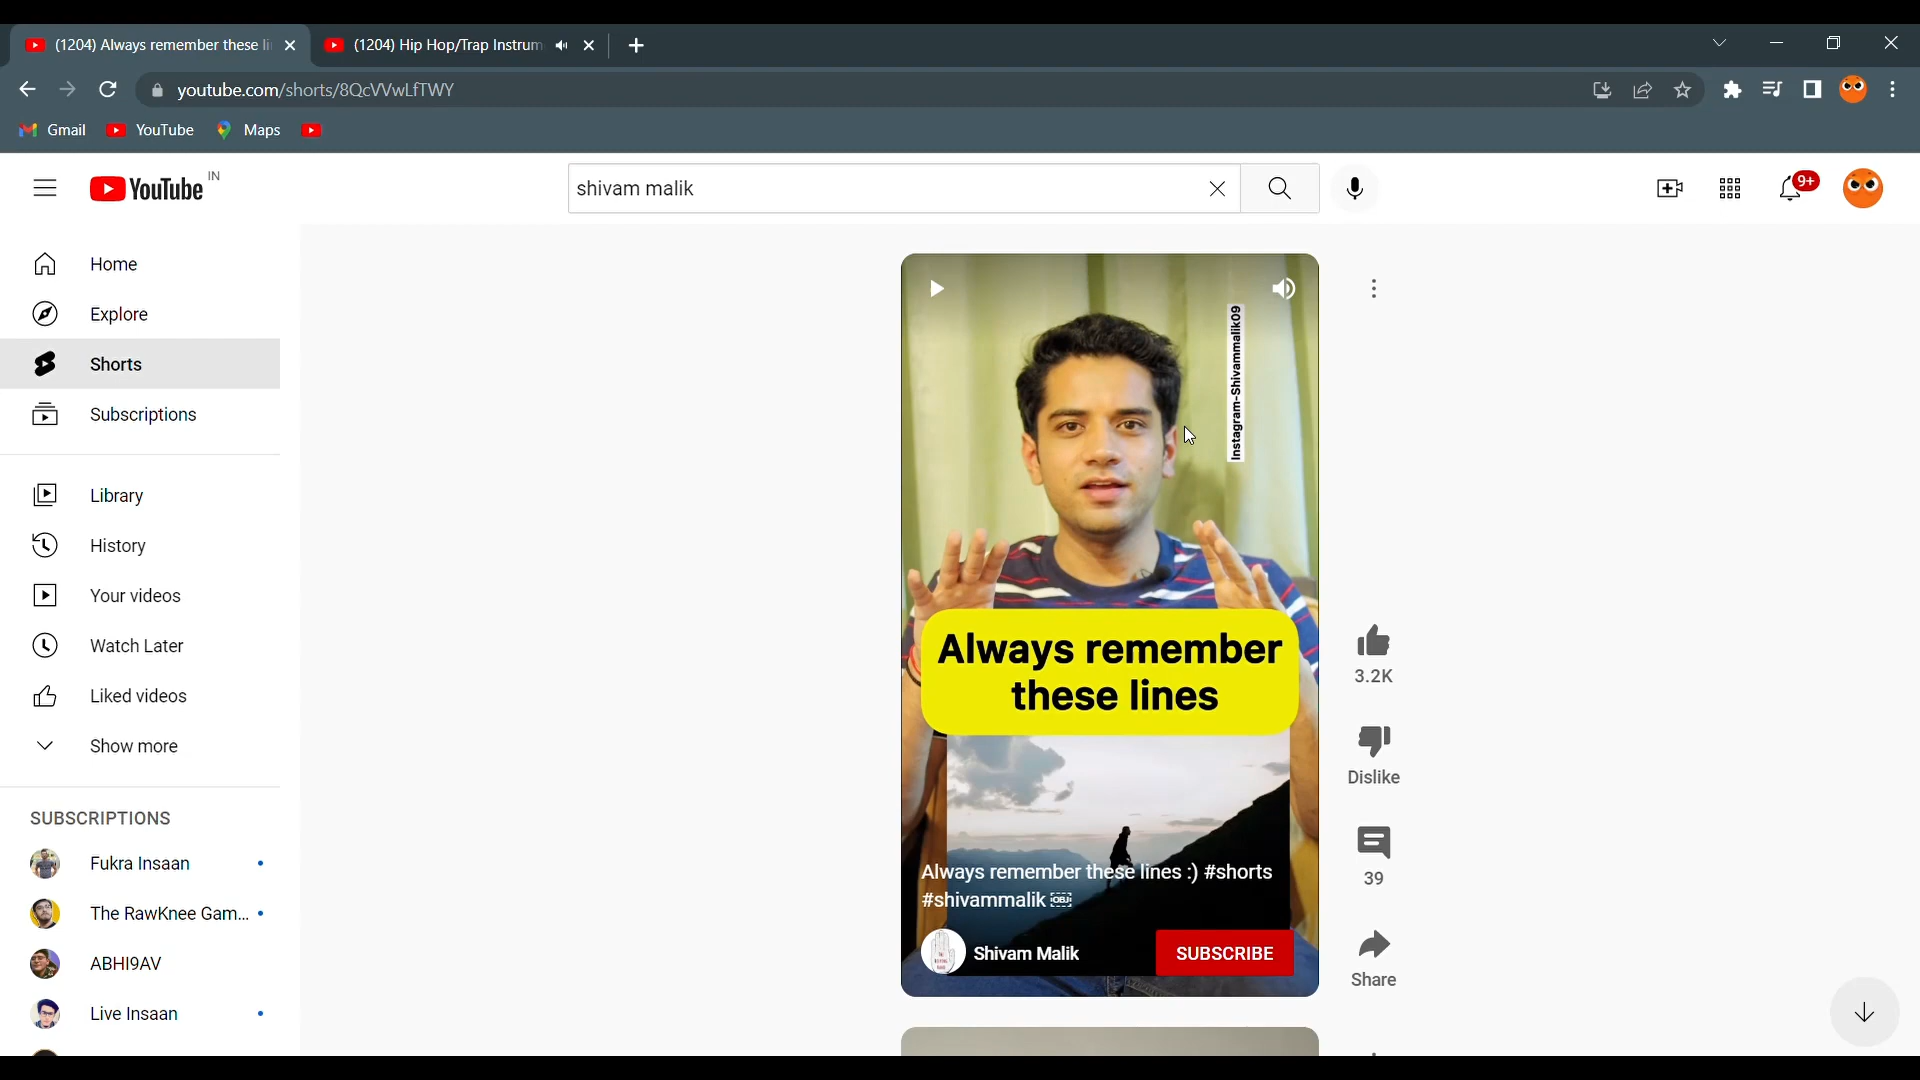 (1204) Always remember these li
(1204) Hip Hop/Trap Instrum
youtube.com/shorts/8QcVVwLfTWY
Gmail
YouTube
Maps
YouTube IN
shivam malik
9+
Home
Explore
Shorts
Subscriptions
Library
History
Your videos
Watch Later
Liked videos
Show more
SUBSCRIPTIONS
Fukra Insaan
The RawKnee Gam...
ABHI9AV
Live Insaan
Instagram-Shivammalik09
Always remember
these lines
Always remember these lines :) #shorts
#shivammalik OBJ
Shivam Malik
SUBSCRIBE
3.2K
Dislike
39
Share